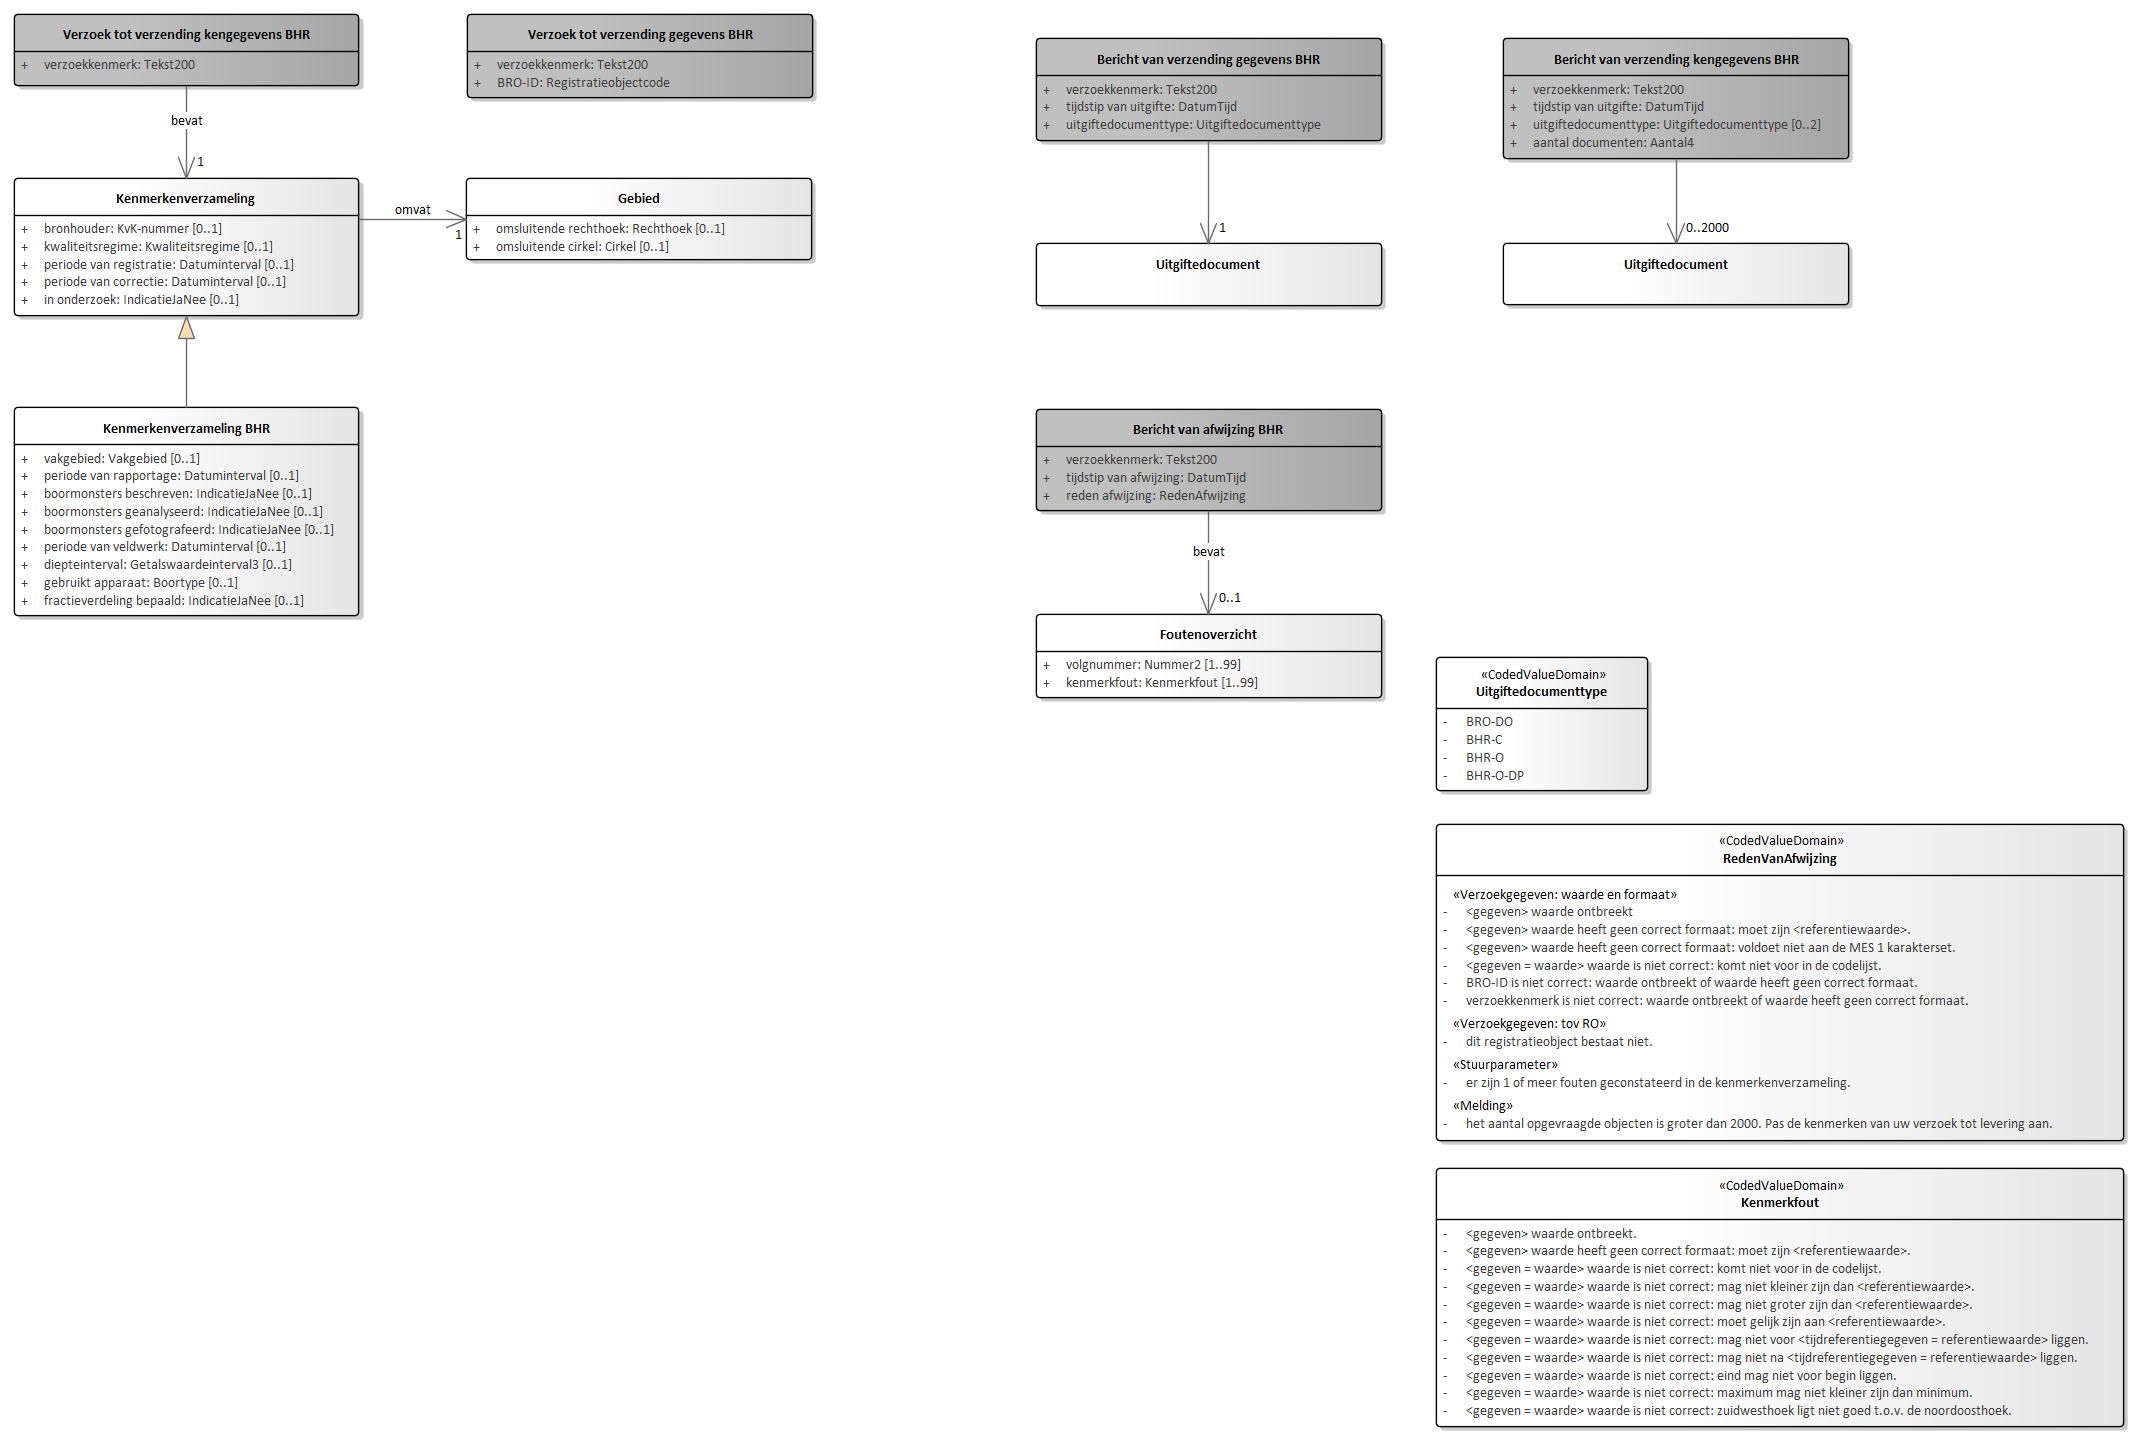 Verzoek tot verzending kengegevens BHR
+ verzoekkenmerk: Tekst200
bevat
1
Kenmerkenverzameling
+ bronhouder: KvK-nummer [0..1]
+ kwaliteitsregime: Kwaliteitsregime [0..1]
+ periode van registratie: Datuminterval [0..1]
+ periode van correctie: Datuminterval [0..1]
+ in onderzoek: IndicatieJaNee [0..1]
omvat
1
Kenmerkenverzameling BHR
+ vakgebied: Vakgebied [0..1]
+ periode van rapportage: Datuminterval [0..1]
+ boormonsters beschreven: IndicatieJaNee [0..1]
+ boormonsters geanalyseerd: IndicatieJaNee [0..1]
+ boormonsters gefotografeerd: IndicatieJaNee [0..1]
+ periode van veldwerk: Datuminterval [0..1]
+ diepteinterval: Getalswaardeinterval3 [0..1]
+ gebruikt apparaat: Boortype [0..1]
+ fractieverdeling bepaald: IndicatieJaNee [0..1]
Verzoek tot verzending gegevens BHR
+ verzoekkenmerk: Tekst200
+ BRO-ID: Registratieobjectcode
Gebied
+ omsluitende rechthoek: Rechthoek [0..1]
+ omsluitende cirkel: Cirkel [0..1]
Bericht van verzending gegevens BHR
+ verzoekkenmerk: Tekst200
+ tijdstip van uitgifte: DatumTijd
+ uitgiftedocumenttype: Uitgiftedocumenttype
1
Uitgiftedocument
Bericht van verzending kengegevens BHR
+ verzoekkenmerk: Tekst200
+ tijdstip van uitgifte: DatumTijd
+ uitgiftedocumenttype: Uitgiftedocumenttype [0..2]
+ aantal documenten: Aantal4
0..2000
Uitgiftedocument
Bericht van afwijzing BHR
+ verzoekkenmerk: Tekst200
+ tijdstip van afwijzing: DatumTijd
+ reden afwijzing: RedenAfwijzing
bevat
0..1
Foutenoverzicht
+ volgnummer: Nummer2 [1..99]
+ kenmerkfout: Kenmerkfout [1..99]
«CodedValueDomain»
Uitgiftedocumenttype
- BRO-DO
- BHR-C
- BHR-O
- BHR-O-DP
«CodedValueDomain»
RedenVanAfwijzing
«Verzoekgegeven: waarde en formaat»
- <gegeven> waarde ontbreekt
- <gegeven> waarde heeft geen correct formaat: moet zijn <referentiewaarde>.
- <gegeven> waarde heeft geen correct formaat: voldoet niet aan de MES 1 karakterset.
- <gegeven = waarde> waarde is niet correct: komt niet voor in de codelijst.
- BRO-ID is niet correct: waarde ontbreekt of waarde heeft geen correct formaat.
- verzoekkenmerk is niet correct: waarde ontbreekt of waarde heeft geen correct formaat.
«Verzoekgegeven: tov RO»
- dit registratieobject bestaat niet.
«Stuurparameter»
- er zijn 1 of meer fouten geconstateerd in de kenmerkenverzameling.
«Melding»
- het aantal opgevraagde objecten is groter dan 2000. Pas de kenmerken van uw verzoek tot levering aan.
«CodedValueDomain»
Kenmerkfout
- <gegeven> waarde ontbreekt.
- <gegeven> waarde heeft geen correct formaat: moet zijn <referentiewaarde>.
- <gegeven = waarde> waarde is niet correct: komt niet voor in de codelijst.
- <gegeven = waarde> waarde is niet correct: mag niet kleiner zijn dan <referentiewaarde>.
- <gegeven = waarde> waarde is niet correct: mag niet groter zijn dan <referentiewaarde>.
- <gegeven = waarde> waarde is niet correct: moet gelijk zijn aan <referentiewaarde>.
- <gegeven = waarde> waarde is niet correct: mag niet voor <tijdreferentiegegeven = referentiewaarde> liggen.
- <gegeven = waarde> waarde is niet correct: mag niet na <tijdreferentiegegeven = referentiewaarde> liggen.
- <gegeven = waarde> waarde is niet correct: eind mag niet voor begin liggen.
- <gegeven = waarde> waarde is niet correct: maximum mag niet kleiner zijn dan minimum.
- <gegeven = waarde> waarde is niet correct: zuidwesthoek ligt niet goed t.o.v. de noordoosthoek.